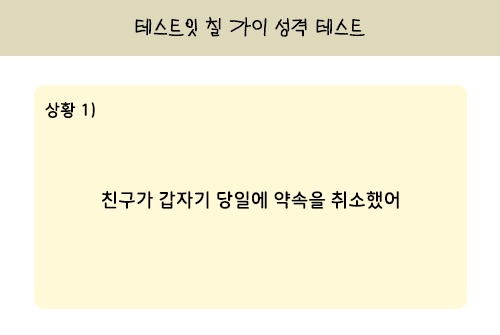 테스트잇 칠 가이 성격 테스트
상황 1)
친구가 갑자기 당일에 약속을 취소했어